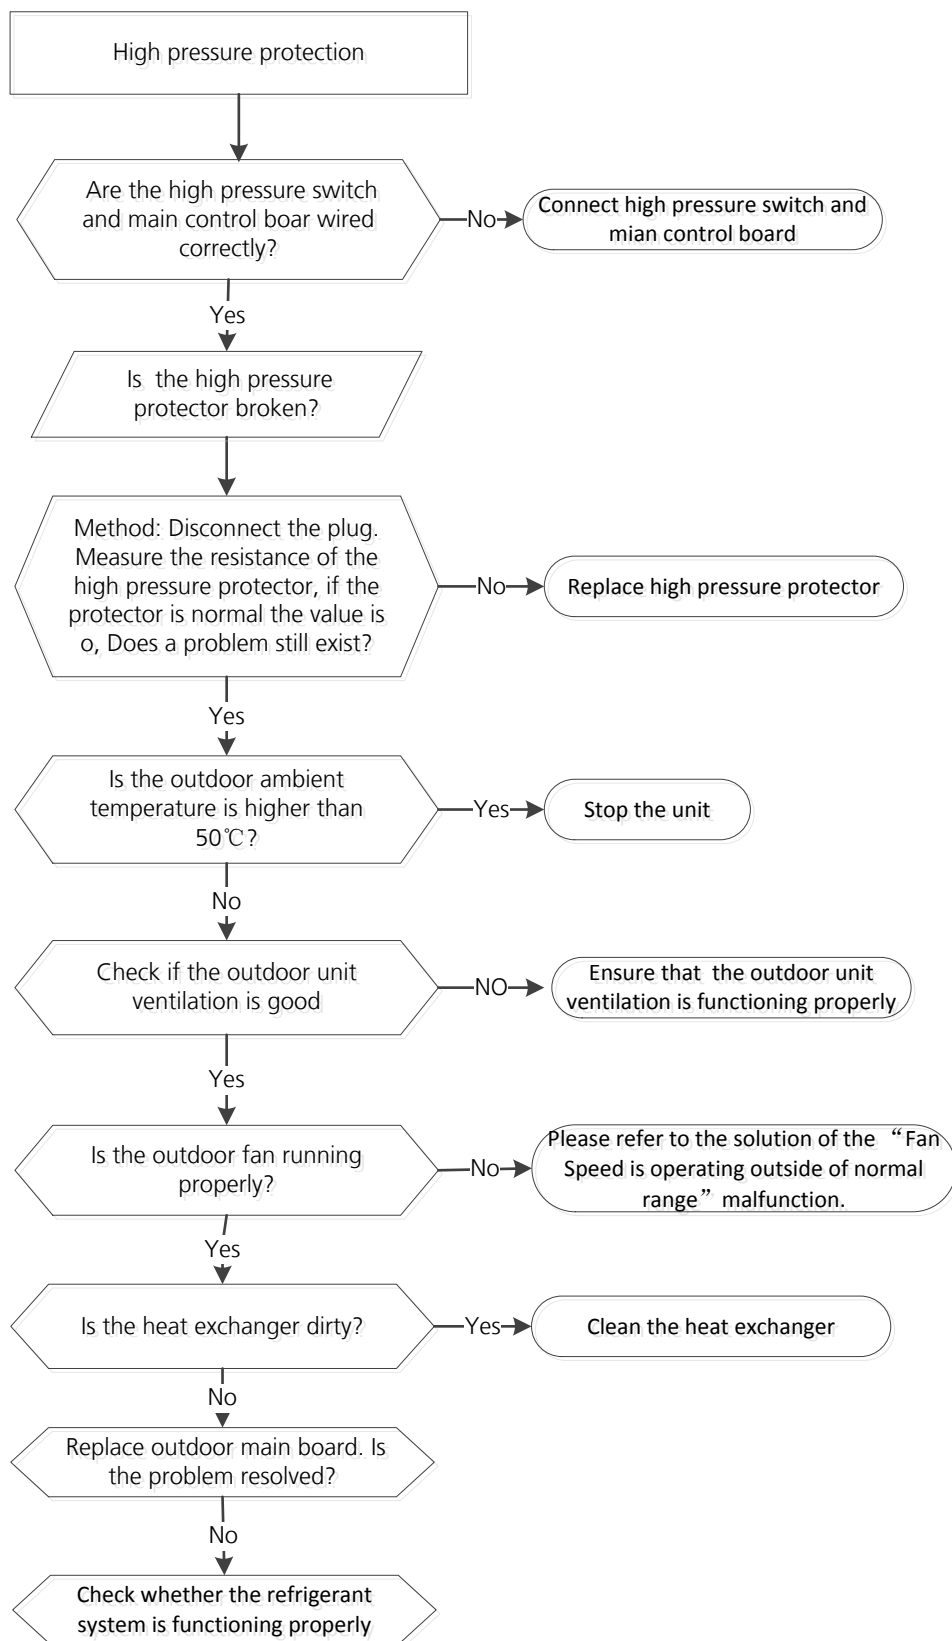 High pressure protection
Are the high pressure switch
and main control boar wired
correctly?
No
Connect high pressure switch and
mian control board
Yes
Is the high pressure
protector broken?
Method: Disconnect the plug.
Measure the resistance of the
high pressure protector, if the
protector is normal the value is
o, Does a problem still exist?
No
Replace high pressure protector
Yes
Is the outdoor ambient
temperature is higher than
50℃?
Yes
Stop the unit
No
Check if the outdoor unit
ventilation is good
NO
Ensure that the outdoor unit
ventilation is functioning properly
Yes
Is the outdoor fan running
properly?
No
Please refer to the solution of the “Fan
Speed is operating outside of normal
range” malfunction.
Yes
Is the heat exchanger dirty?
Yes
Clean the heat exchanger
No
Replace outdoor main board. Is
the problem resolved?
No
Check whether the refrigerant
system is functioning properly